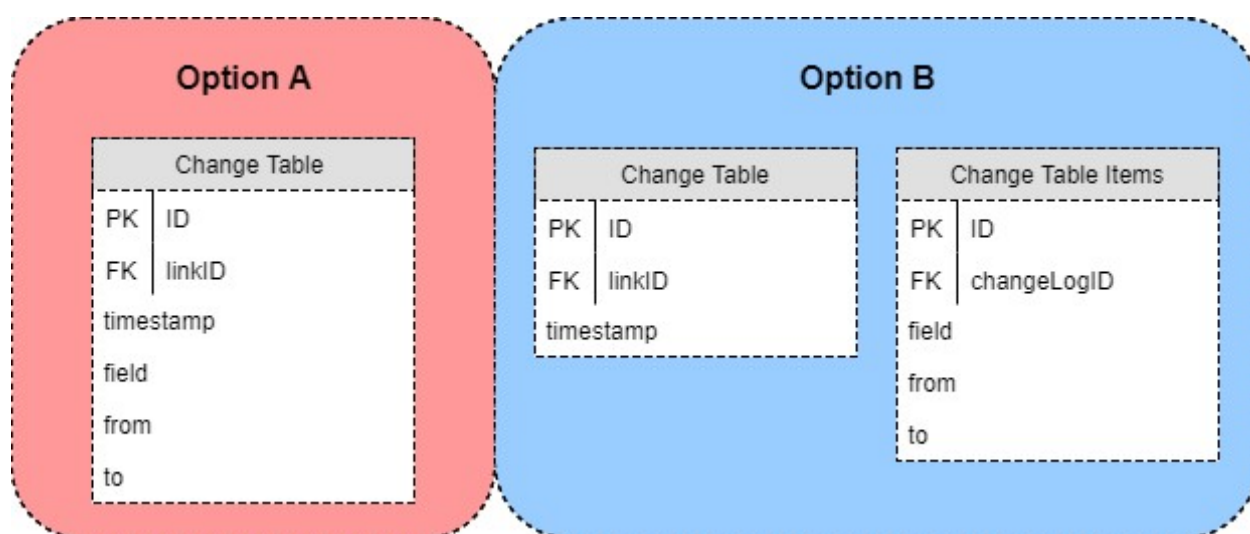 Option A
Change Table
PK ID
FK linkID
timestamp
field
from
to
Option B
Change Table
PK ID
FK linkID
timestamp
Change Table Items
PK ID
FK changeLogID
field
from
to